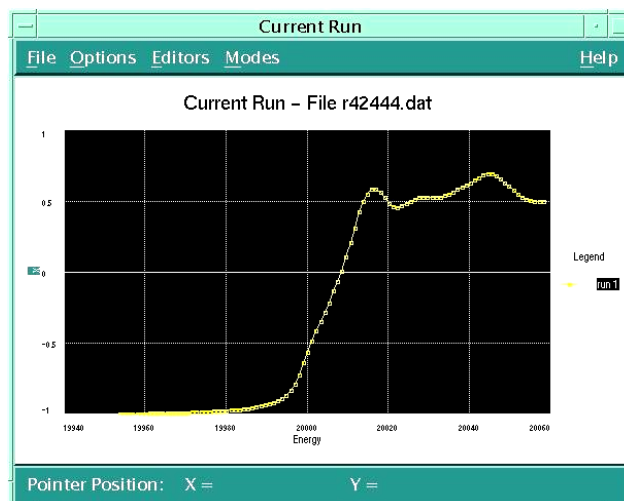 Current Run
File Options Editors Modes Help
Current Run – File r42444.dat
1
0.5
0
-0.5
-1
19940 19960 19980 20000 20020 20040 20060
Energy
Legend
run 1
Pointer Position: X = Y =